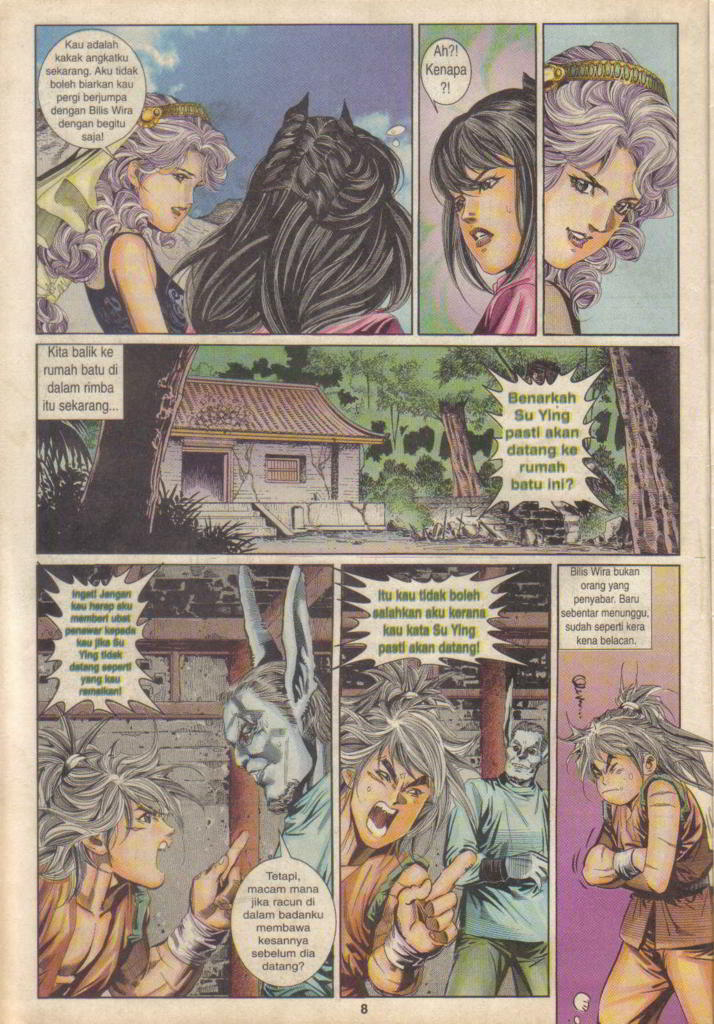 Kau adalah
kakak angkatku
sekarang. Aku tidak
boleh biarkan kau
pergi berjumpa
dengan Bilis Wira
dengan begitu
saja!
Ah?!
Kenapa
?!
Kita balik ke
rumah batu di
dalam rimba
itu sekarang...
Benarkah
Su Ying
pasti akan
datang ke
rumah
batu ini?
Ingat! Jangan
kau harap aku
memberi ubat
penawar kepada
kau jika Su
Ying tidak
datang seperti
yang kau
ramalkan!
Tetapi,
macam mana
jika racun di
dalam badanku
membawa
kesannya
sebelum dia
datang?
Itu kau tidak boleh
salahkan aku kerana
kau kata Su Ying
pasti akan datang!
Bilis Wira bukan
orang yang
penyabar. Baru
sebentar menunggu,
sudah seperti kera
kena belacan.
8